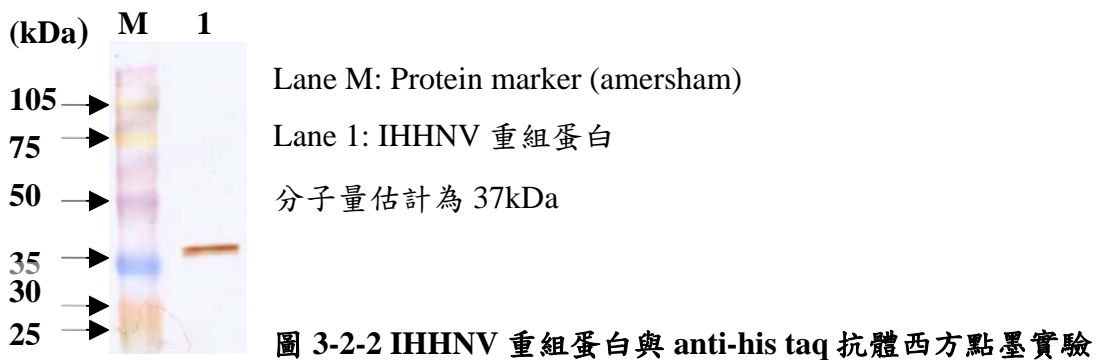 (kDa) M 1
Lane M: Protein marker (amersham)
105
Lane 1: IHHNV 重組蛋白
75
50
分子量估計為 37kDa
35
30
25
圖 3-2-2 IHHNV 重組蛋白與 anti-his taq 抗體西方點墨實驗